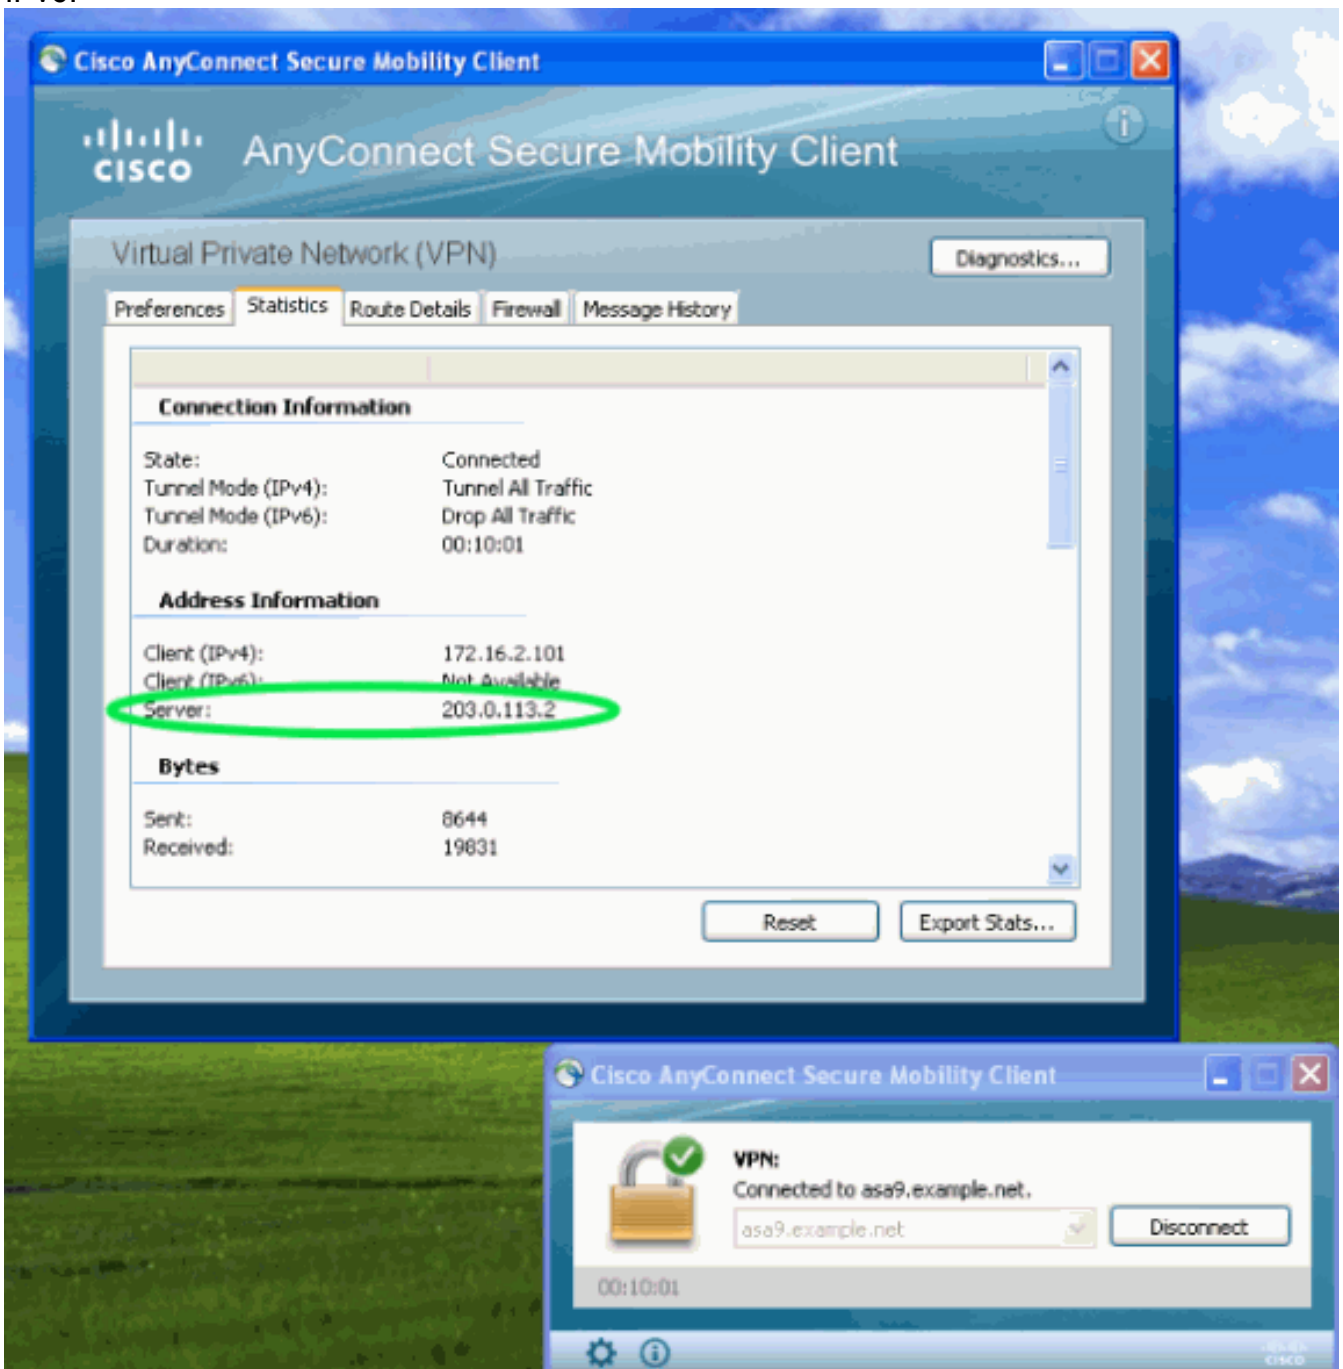 Cisco AnyConnect Secure Mobility Client
CISCO AnyConnect Secure Mobility Client
Virtual Private Network (VPN)
Diagnostics...
Preferences Statistics Route Details Firewall Message History
Connection Information
State: Connected
Tunnel Mode (IPv4): Tunnel All Traffic
Tunnel Mode (IPv6): Drop All Traffic
Duration: 00:10:01
Address Information
Client (IPv4): 172.16.2.101
Client (IPv6): Not Available
Server: 203.0.113.2
Bytes
Sent: 8644
Received: 19831
Reset Export Stats...
Cisco AnyConnect Secure Mobility Client
VPN:
Connected to asa9.example.net.
asa9.example.net Disconnect
00:10:01
CISCO